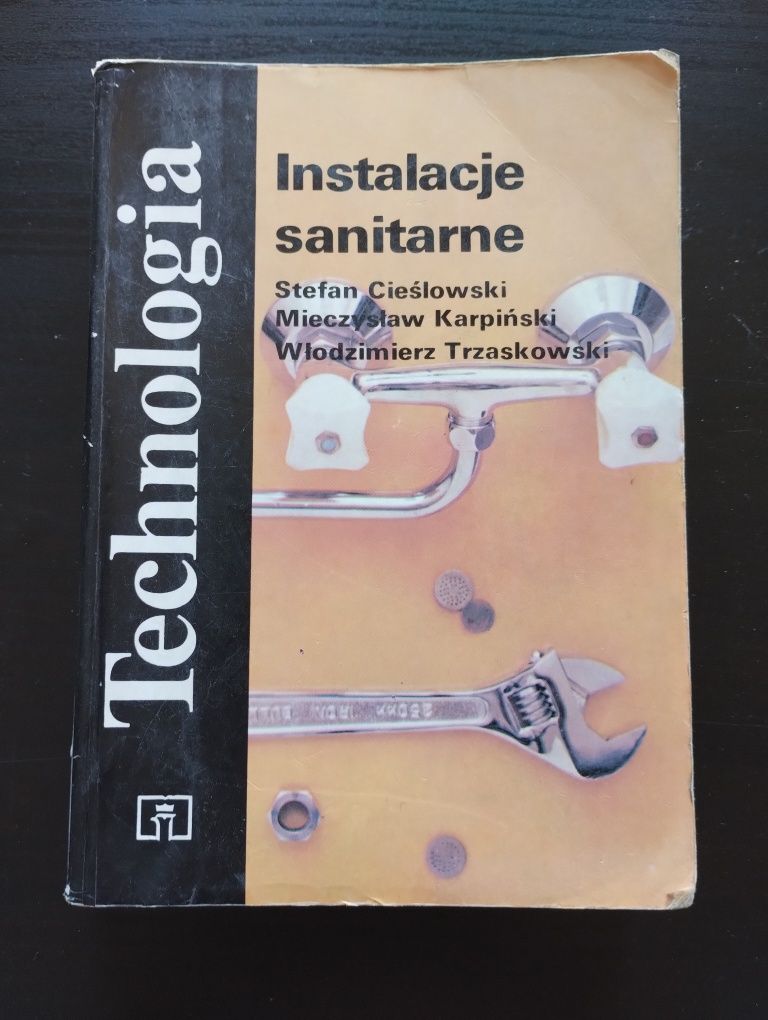 Technologia
Instalacje
sanitarne
Stefan Cieślowski
Mieczysław Karpiński
Włodzimierz Trzaskowski